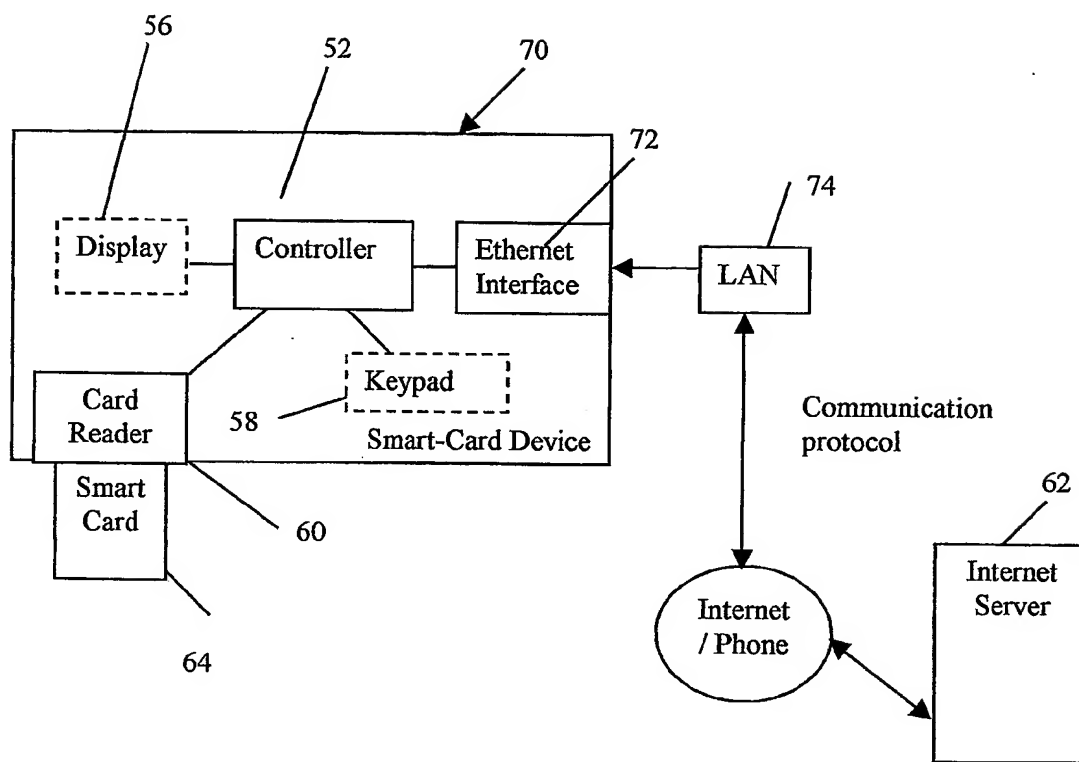 56
52
70
72
74
Display
Controller
Ethernet
Interface
LAN
Keypad
58
Card
Reader
Smart-Card Device
Communication
protocol
Smart
Card
60
62
64
Internet
/ Phone
Internet
Server